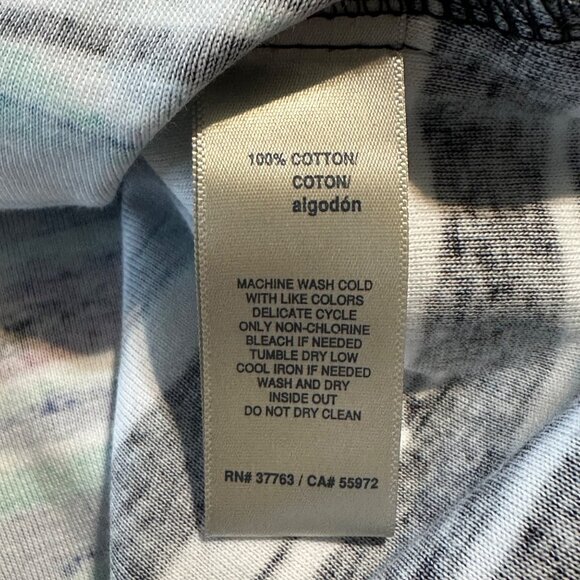 100% COTTON/
COTON/
algodón
MACHINE WASH COLD
WITH LIKE COLORS
DELICATE CYCLE
ONLY NON-CHLORINE
BLEACH IF NEEDED
TUMBLE DRY LOW
COOL IRON IF NEEDED
WASH AND DRY
INSIDE OUT
DO NOT DRY CLEAN
RN# 37763 / CA# 55972